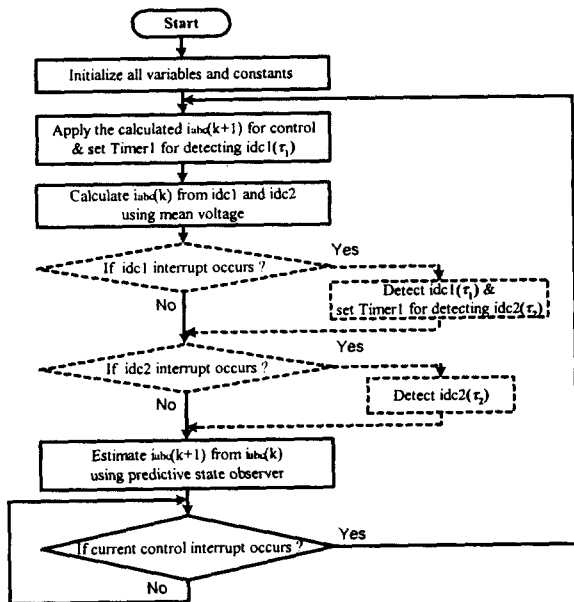 Start
Initialize all variables and constants
Apply the calculated iabc(k+1) for control
& set Timer1 for detecting idc1(τ₁)
Calculate iabc(k) from idc1 and idc2
using mean voltage
If idc1 interrupt occurs ?
Yes
Detect idc1(τ₁) &
set Timer1 for detecting idc2(τ₂)
No
If idc2 interrupt occurs ?
Yes
Detect idc2(τ₂)
No
Estimate iabc(k+1) from iabc(k)
using predictive state observer
If current control interrupt occurs ?
Yes
No